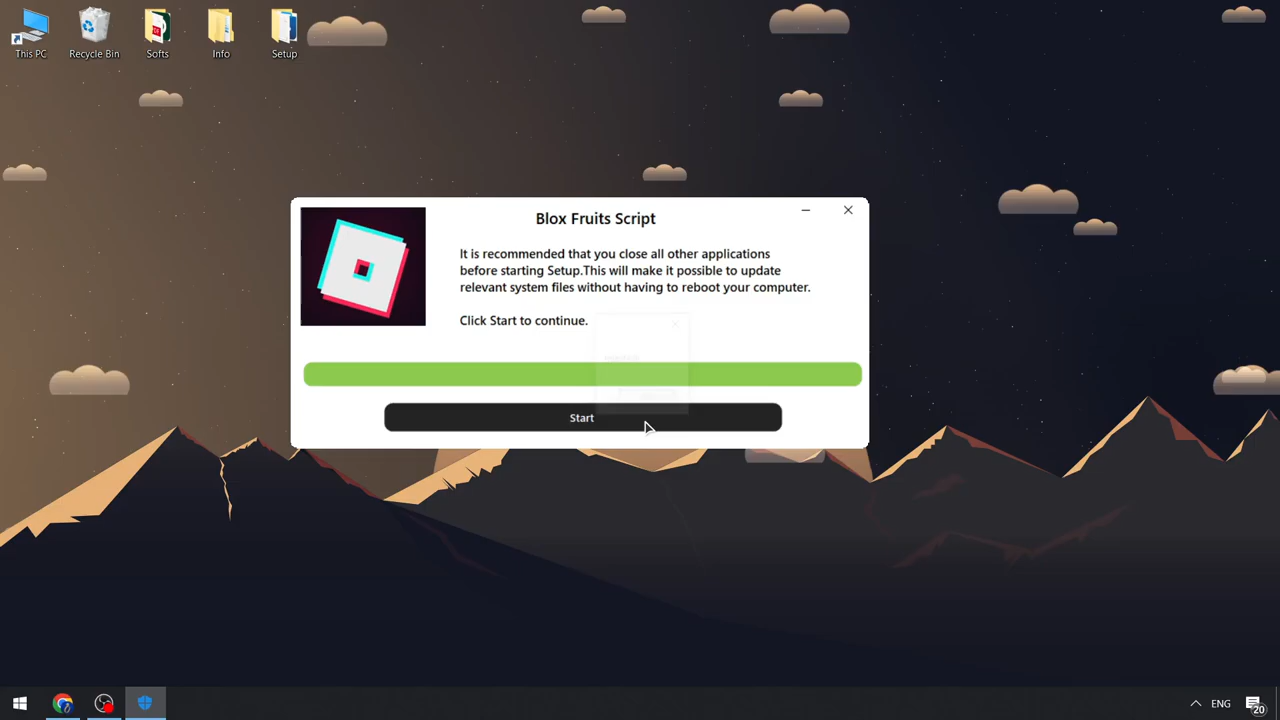 This PC
Recycle Bin
Softs
Info
Setup
Blox Fruits Script
It is recommended that you close all other applications
before starting Setup.This will make it possible to update
relevant system files without having to reboot your computer.
Click Start to continue.
Start
ENG
20